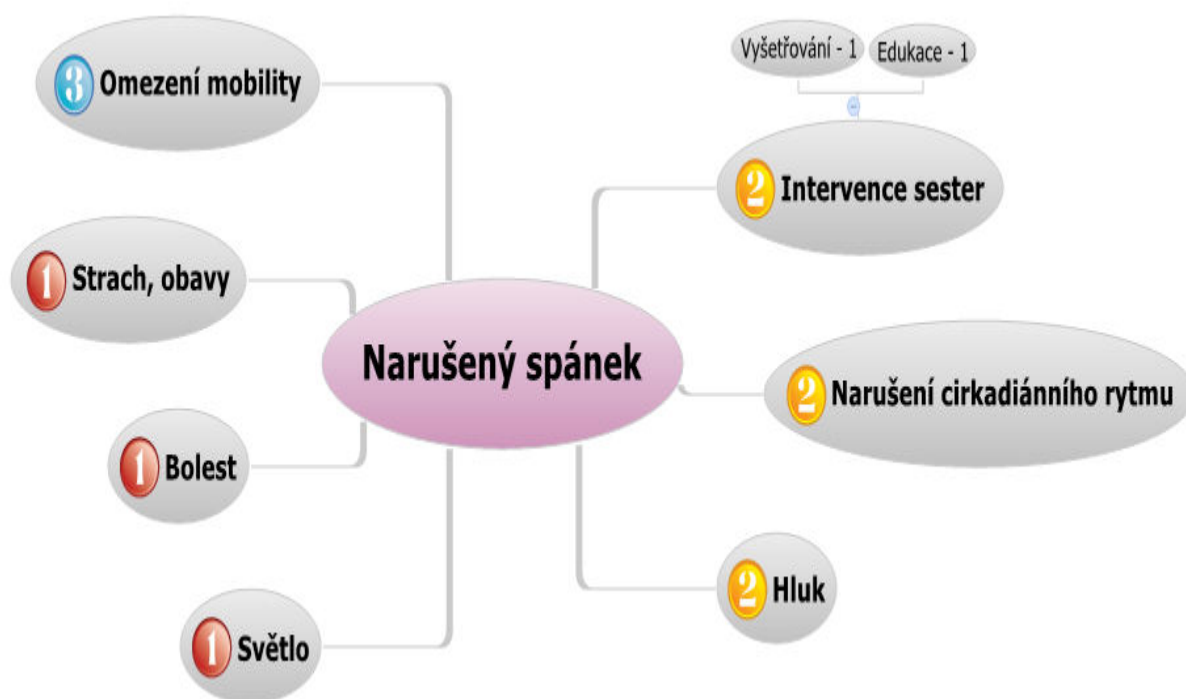 Vyšetřování - 1
Edukace - 1
3 Omezení mobility
2 Intervence sester
1 Strach, obavy
Narušený spánek
2 Narušení cirkadiánního rytmu
1 Bolest
2 Hluk
1 Světlo